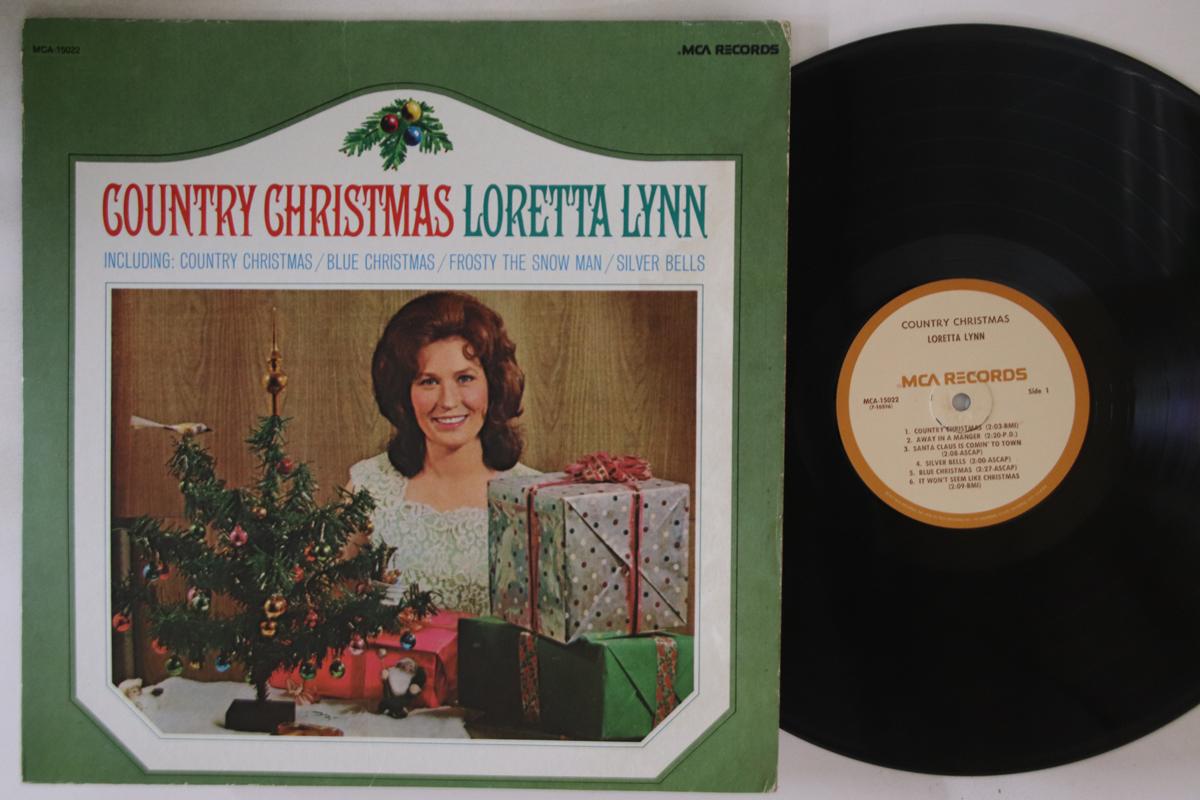 MCA-15022
MCA RECORDS
COUNTRY CHRISTMAS LORETTA LYNN
INCLUDING: COUNTRY CHRISTMAS / BLUE CHRISTMAS / FROSTY THE SNOW MAN / SILVER BELLS
COUNTRY CHRISTMAS
LORETTA LYNN
MCA RECORDS
MCA-15022
Side 1
1. COUNTRY CHRISTMAS (2:03-BMI)
2. AWAY IN A MANGER (2:20-P.D.)
3. SANTA CLAUS IS COMIN' TO TOWN
(2:08-ASCAP)
4. SILVER BELLS (2:00-ASCAP)
5. BLUE CHRISTMAS (2:27-ASCAP)
6. IT WON'T SEEM LIKE CHRISTMAS
(2:09-BMI)